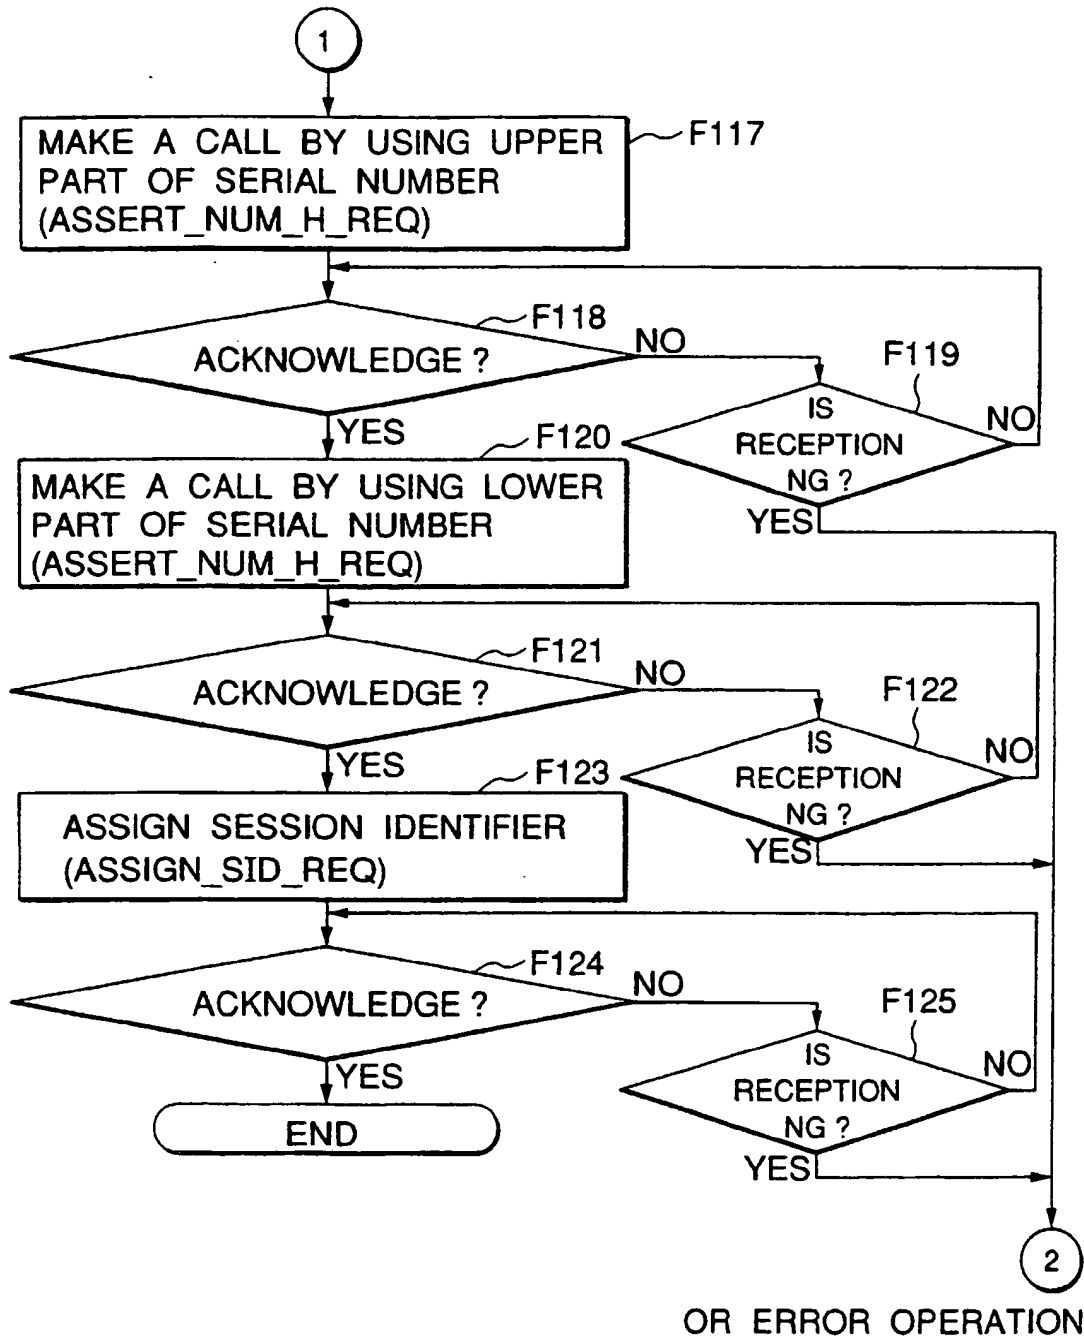 1
MAKE A CALL BY USING UPPER
PART OF SERIAL NUMBER
(ASSERT_NUM_H_REQ)
F117
F118
ACKNOWLEDGE ?
NO
YES
F119
IS
RECEPTION
NG ?
NO
YES
F120
MAKE A CALL BY USING LOWER
PART OF SERIAL NUMBER
(ASSERT_NUM_H_REQ)
F121
ACKNOWLEDGE ?
NO
YES
F122
IS
RECEPTION
NG ?
NO
YES
F123
ASSIGN SESSION IDENTIFIER
(ASSIGN_SID_REQ)
F124
ACKNOWLEDGE ?
NO
YES
F125
IS
RECEPTION
NG ?
NO
YES
END
2
OR ERROR OPERATION